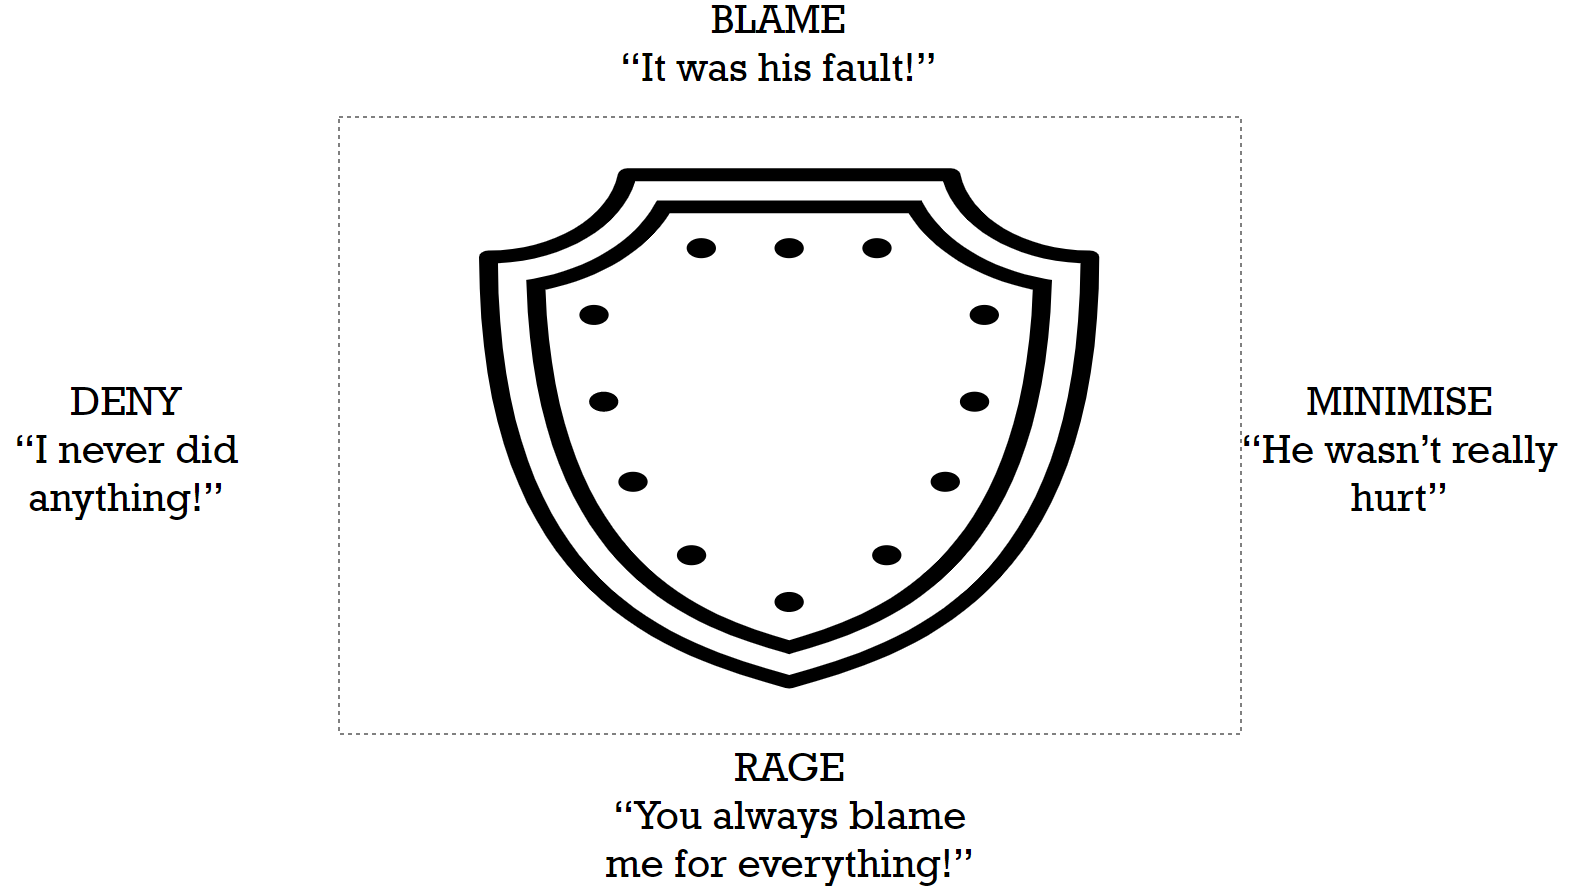 BLAME
“It was his fault!”
DENY
“I never did
anything!”
MINIMISE
“He wasn’t really
hurt”
RAGE
“You always blame
me for everything!”